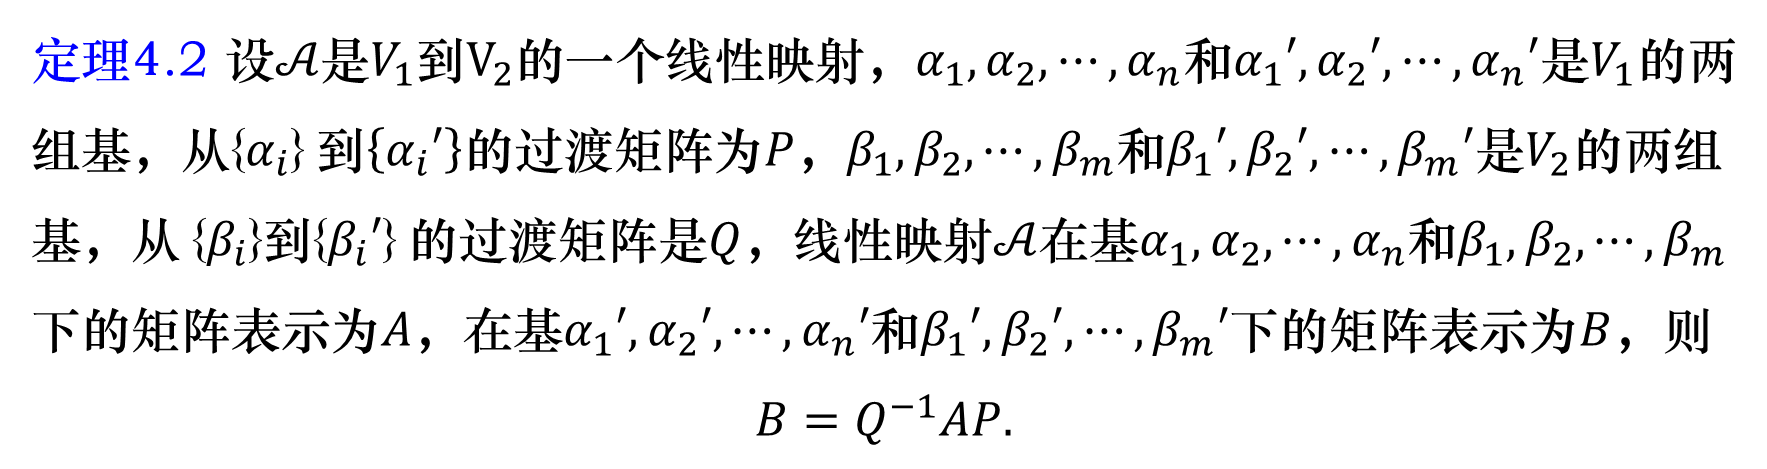 定理4.2 设𝒜是V₁到V₂的一个线性映射，α₁, α₂, ⋯ , αₙ和α₁′, α₂′, ⋯ , αₙ′是V₁的两
组基，从{αᵢ} 到{αᵢ′}的过渡矩阵为P，β₁, β₂, ⋯ , βₘ和β₁′, β₂′, ⋯ , βₘ′是V₂的两组
基，从 {βᵢ}到{βᵢ′} 的过渡矩阵是Q，线性映射𝒜在基α₁, α₂, ⋯ , αₙ和β₁, β₂, ⋯ , βₘ
下的矩阵表示为A，在基α₁′, α₂′, ⋯ , αₙ′和β₁′, β₂′, ⋯ , βₘ′下的矩阵表示为B，则
B = Q⁻¹AP.